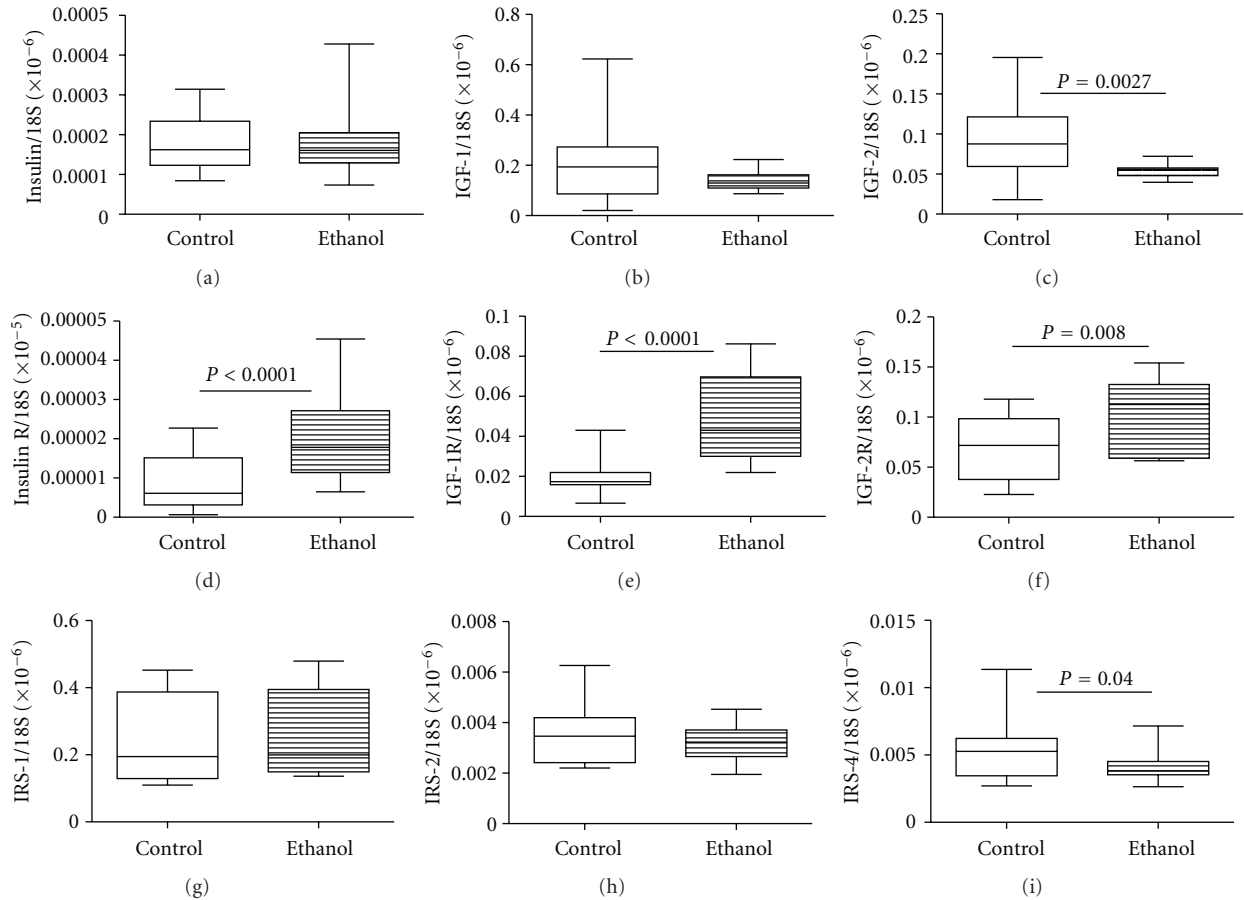 Insulin/18S (×10−6)
0.0005
0.0004
0.0003
0.0002
0.0001
0
Control
Ethanol
(a)
IGF-1/18S (×10−6)
0.8
0.6
0.4
0.2
0
Control
Ethanol
(b)
IGF-2/18S (×10−6)
0.25
0.2
0.15
0.1
0.05
0
P = 0.0027
Control
Ethanol
(c)
Insulin R/18S (×10−5)
0.00005
0.00004
0.00003
0.00002
0.00001
0
P < 0.0001
Control
Ethanol
(d)
IGF-1R/18S (×10−6)
0.1
0.08
0.06
0.04
0.02
0
P < 0.0001
Control
Ethanol
(e)
IGF-2R/18S (×10−6)
0.2
0.15
0.1
0.05
0
P = 0.008
Control
Ethanol
(f)
IRS-1/18S (×10−6)
0.6
0.4
0.2
0
Control
Ethanol
(g)
IRS-2/18S (×10−6)
0.008
0.006
0.004
0.002
0
Control
Ethanol
(h)
IRS-4/18S (×10−6)
0.015
0.01
0.005
0
P = 0.04
Control
Ethanol
(i)